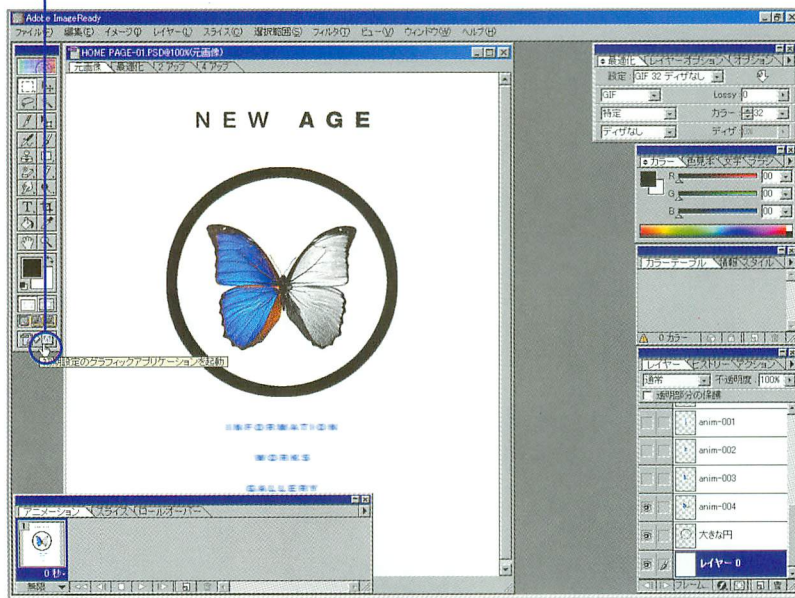 Adobe ImageReady
ファイル(F) 編集(E) イメージ(I) レイヤー(L) スライス(C) 選択範囲(S) フィルタ(T) ビュー(V) ウィンドウ(W) ヘルプ(H)
HOME PAGE-01.PSD@100%(元画像)
元画像 最適化 2アップ 4アップ
NEW AGE
初期設定のグラフィックアプリケーションを起動
INFORMATION
WORKS
GALLERY
アニメーション スライス ロールオーバー
1
0 秒
無限
最適化 レイヤーオプション オプション
設定: GIF 32 ディザなし
GIF Lossy: 0
特定 カラー: 32
ディザなし ディザ:
カラー 色見本 文字 ブラシ
R 00
G 00
B 00
カラーテーブル 情報 スタイル
0 カラー
レイヤー ヒストリー アクション
通常 不透明度: 100%
透明部分の保護
anim-001
anim-002
anim-003
anim-004
大きな円
レイヤー 0
フレーム